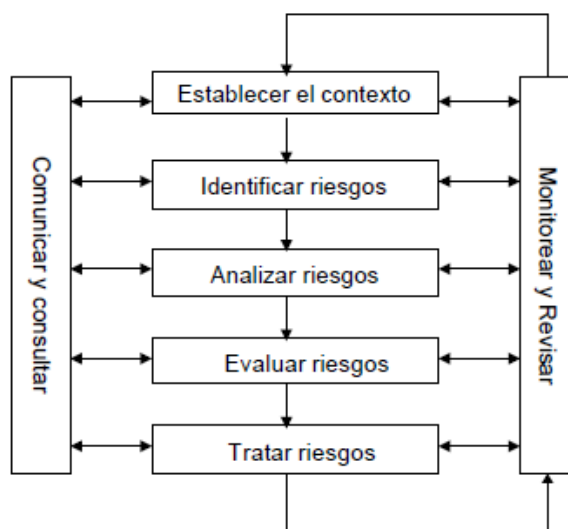 Establecer el contexto
Identificar riesgos
Analizar riesgos
Evaluar riesgos
Tratar riesgos
Comunicar y consultar
Monitorear y Revisar